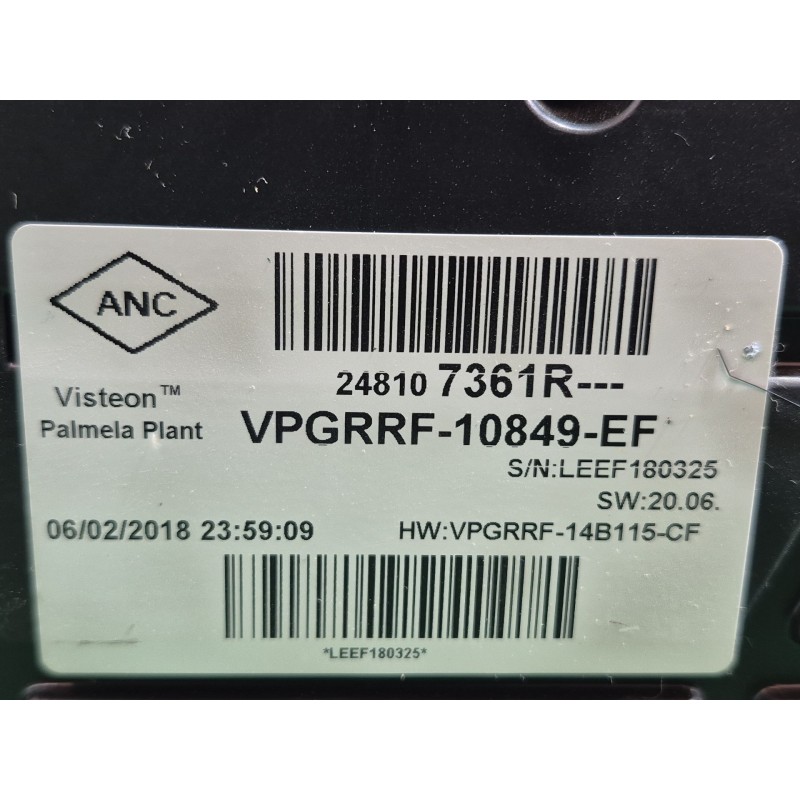 ANC
24810 7361R---
Visteon™
Palmela Plant
VPGRRF-10849-EF
S/N:LEEF180325
SW:20.06.
06/02/2018 23:59:09
HW:VPGRRF-14B115-CF
*LEEF180325*